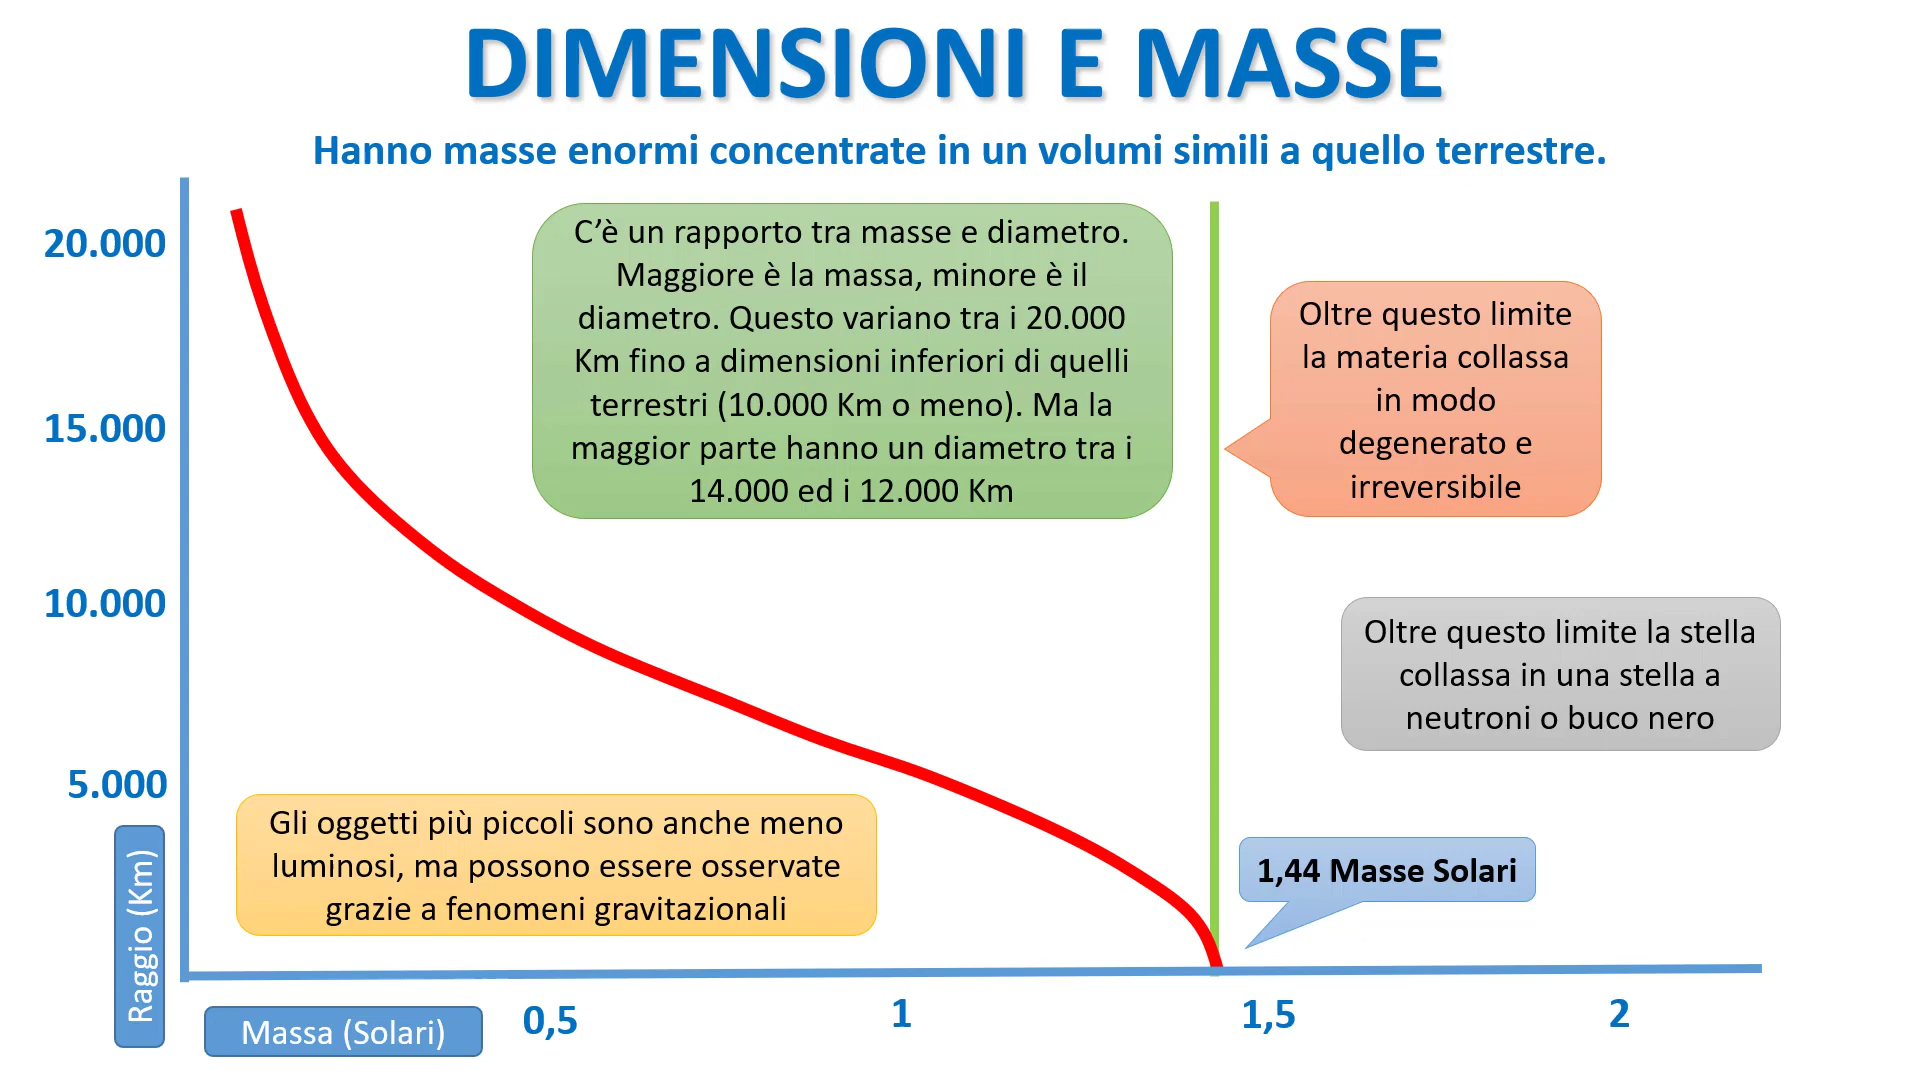 DIMENSIONI E MASSE
Hanno masse enormi concentrate in un volumi simili a quello terrestre.
20.000
15.000
10.000
5.000
Raggio (Km)
C’è un rapporto tra masse e diametro.
Maggiore è la massa, minore è il
diametro. Questo variano tra i 20.000
Km fino a dimensioni inferiori di quelli
terrestri (10.000 Km o meno). Ma la
maggior parte hanno un diametro tra i
14.000 ed i 12.000 Km
Oltre questo limite
la materia collassa
in modo
degenerato e
irreversibile
Oltre questo limite la stella
collassa in una stella a
neutroni o buco nero
Gli oggetti più piccoli sono anche meno
luminosi, ma possono essere osservate
grazie a fenomeni gravitazionali
1,44 Masse Solari
Massa (Solari)
0,5
1
1,5
2